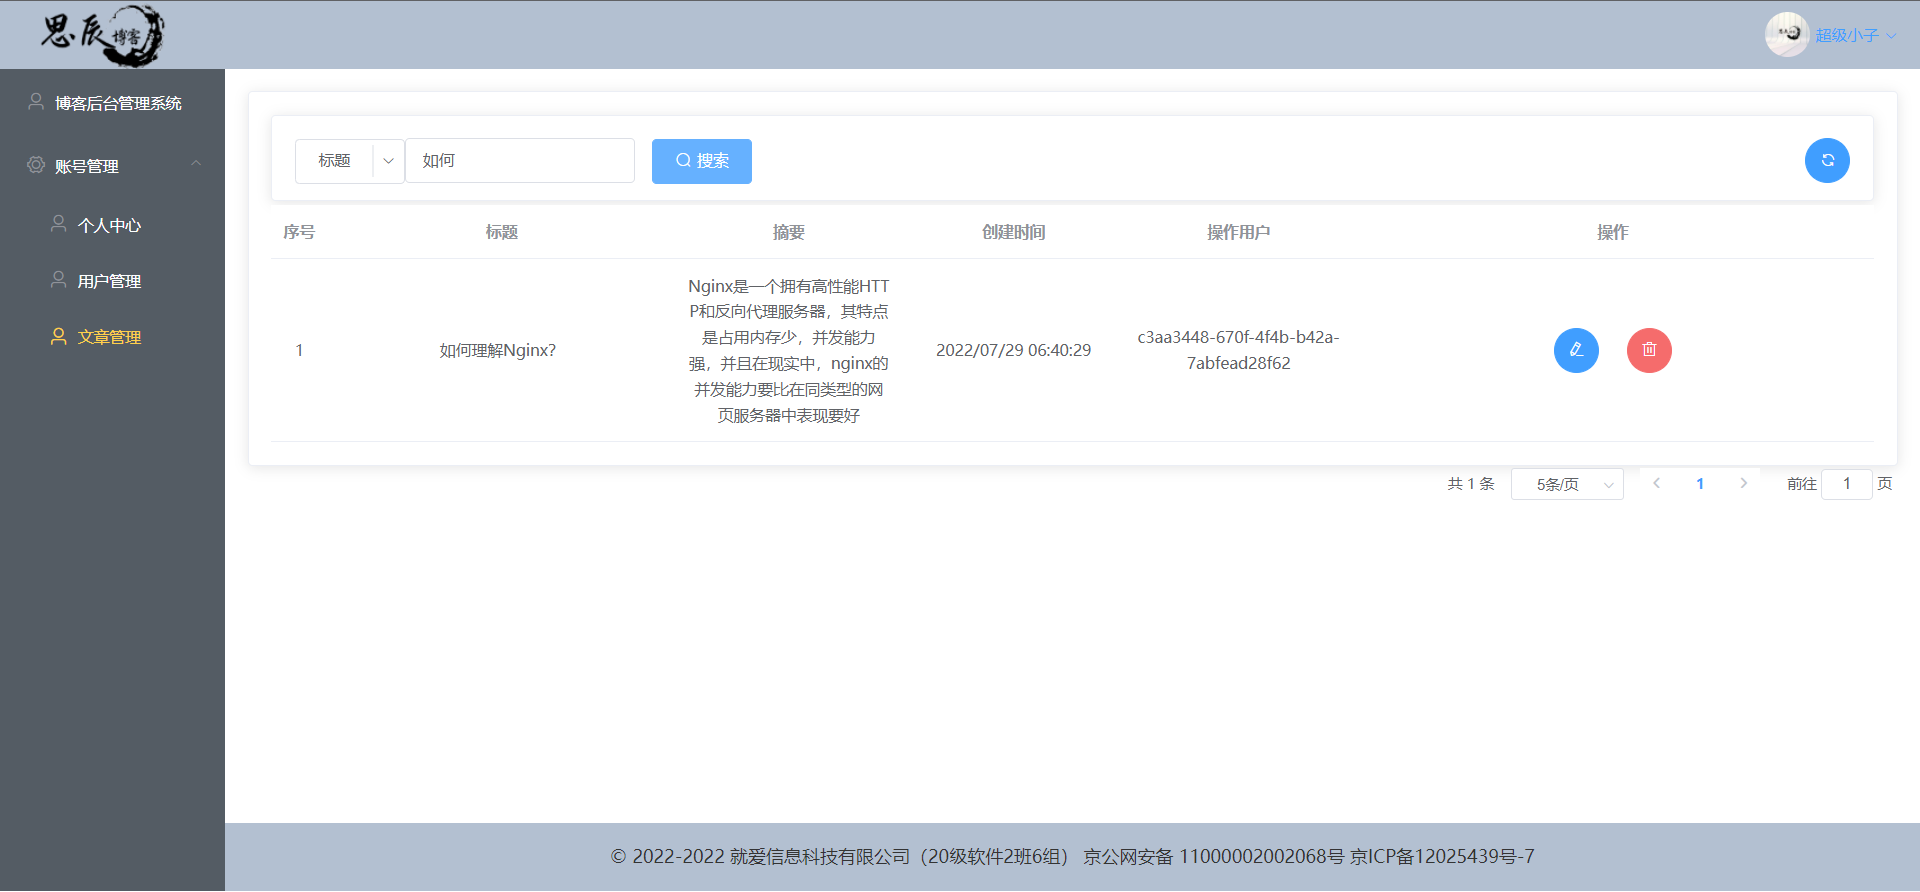 思辰博客
超级小子
博客后台管理系统
账号管理
个人中心
用户管理
文章管理
标题
如何
搜索
序号 标题 摘要 创建时间 操作用户 操作
1
如何理解Nginx?
Nginx是一个拥有高性能HTT
P和反向代理服务器，其特点
是占用内存少，并发能力
强，并且在现实中，nginx的
并发能力要比在同类型的网
页服务器中表现要好
2022/07/29 06:40:29
c3aa3448-670f-4f4b-b42a-
7abfead28f62
共 1 条 5条/页 1 前往 1 页
© 2022-2022 就爱信息科技有限公司（20级软件2班6组） 京公网安备 11000002002068号 京ICP备12025439号-7